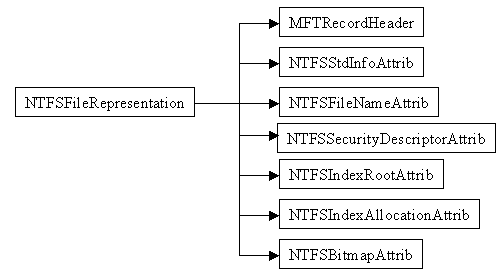 MFTRecordHeader
NTFSStdInfoAttrib
NTFSFileRepresentation
NTFSFileNameAttrib
NTFSSecurityDescriptorAttrib
NTFSIndexRootAttrib
NTFSIndexAllocationAttrib
NTFSBitmapAttrib